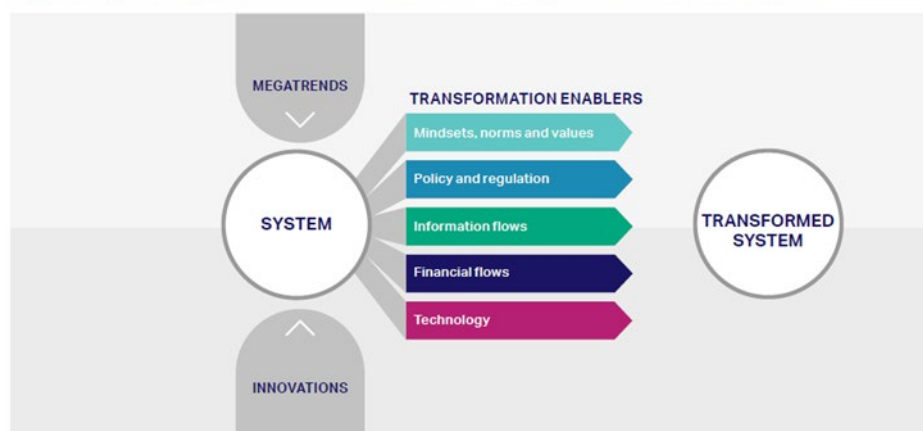 MEGATRENDS
TRANSFORMATION ENABLERS
Mindsets, norms and values
Policy and regulation
SYSTEM
Information flows
TRANSFORMED
SYSTEM
Financial flows
Technology
INNOVATIONS